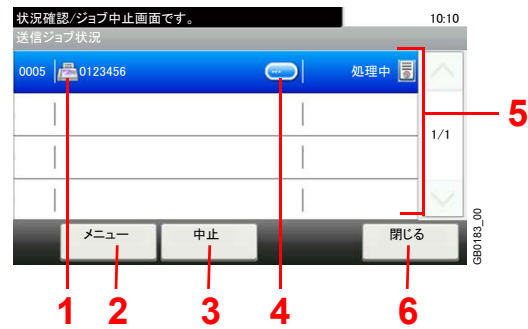 状況確認/ジョブ中止画面です。 10:10
送信ジョブ状況
0005 0123456 ... 処理中
5
1/1
メニュー 中止 閉じる
GB0183_00
1 2 3 4 6